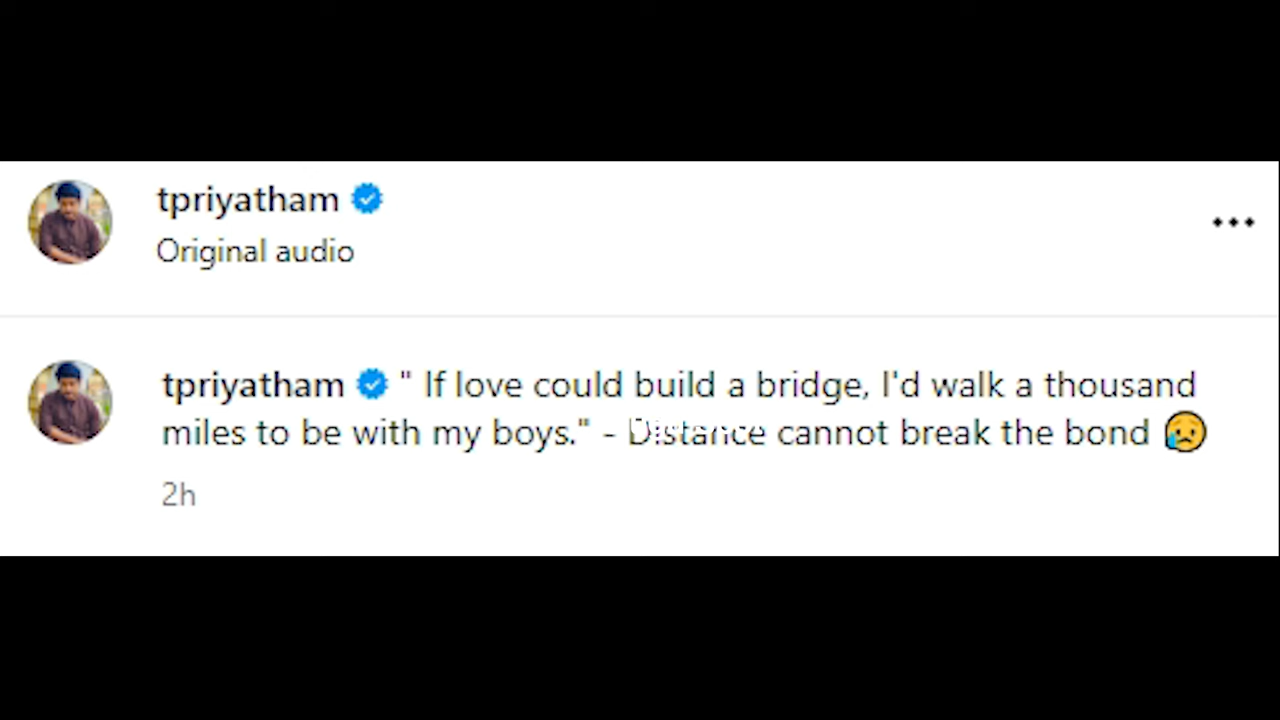 tpriyatham
Original audio
tpriyatham " If love could build a bridge, I'd walk a thousand
miles to be with my boys." - Distance cannot break the bond 😥
2h